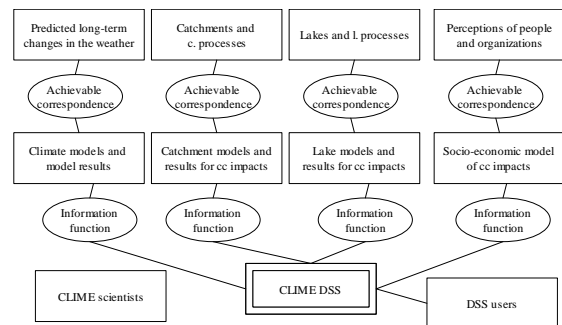 Predicted long-term
changes in the weather
Catchments and
c. processes
Lakes and l. processes
Perceptions of people
and organizations
Achievable
correspondence
Achievable
correspondence
Achievable
correspondence
Achievable
correspondence
Climate models and
model results
Catchment models and
results for cc impacts
Lake models and
results for cc impacts
Socio-economic model
of cc impacts
Information
function
Information
function
Information
function
Information
function
CLIME scientists
CLIME DSS
DSS users